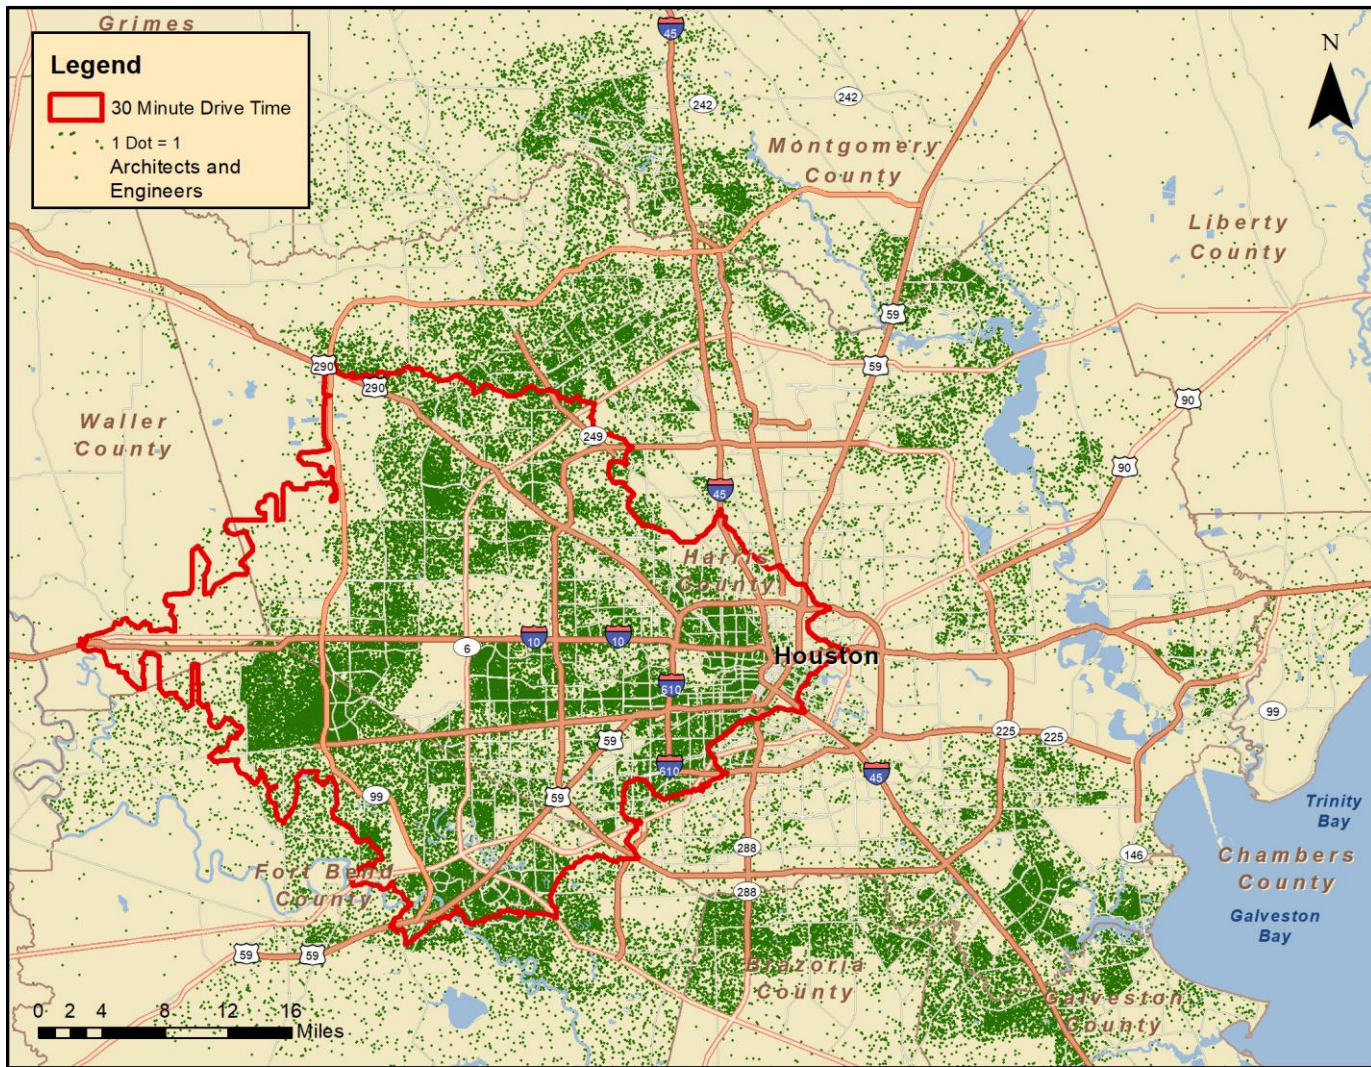 Grimes
Legend
30 Minute Drive Time
1 Dot = 1
Architects and
Engineers
N
45
242
242
Montgomery
County
Liberty
County
59
290
290
59
Waller
County
90
249
90
45
Harris
County
6
10
10
Houston
610
99
59
225
225
610
45
99
59
Trinity
Bay
288
146
Chambers
County
Fort Bend
County
288
Galveston
Bay
59
59
Brazoria
County
Galveston
County
0 2 4 8 12 16
Miles